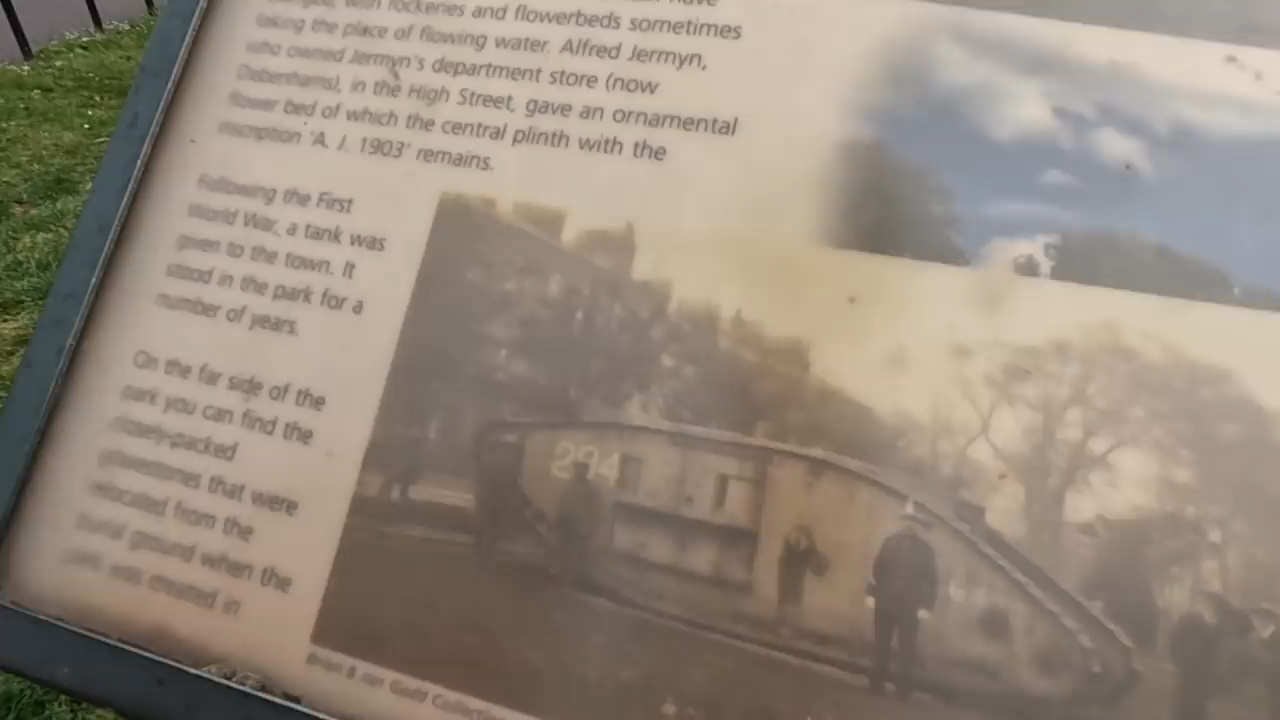 with rockeries and flowerbeds sometimes
taking the place of flowing water. Alfred Jermyn,
who owned Jermyn's department store (now
Debenhams), in the High Street, gave an ornamental
flower bed of which the central plinth with the
inscription 'A. J. 1903' remains.
Following the First
World War, a tank was
given to the town. It
stood in the park for a
number of years.
On the far side of the
park you can find the
closely-packed
gravestones that were
relocated from the
burial ground when the
park was created in
294
Collection